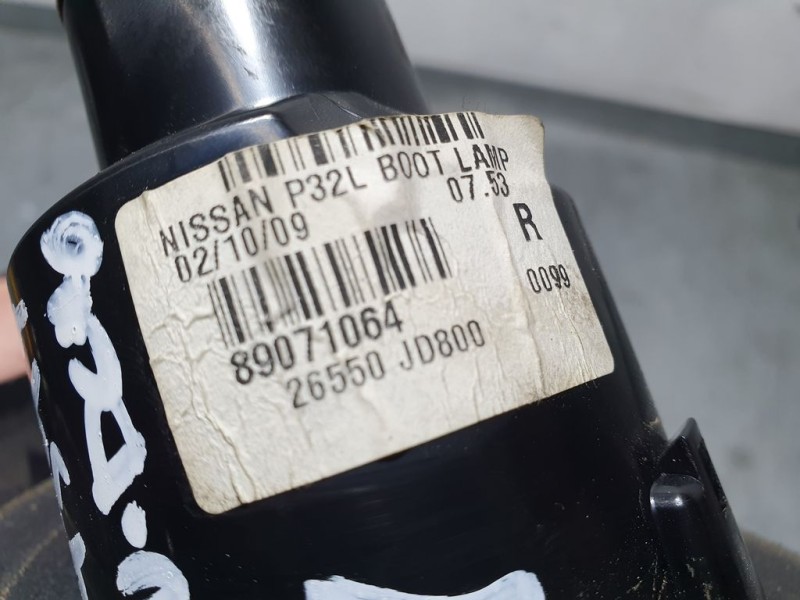 NISSAN P32L BOOT LAMP
02/10/09 07.53
R
0099
89071064
26550 JD800